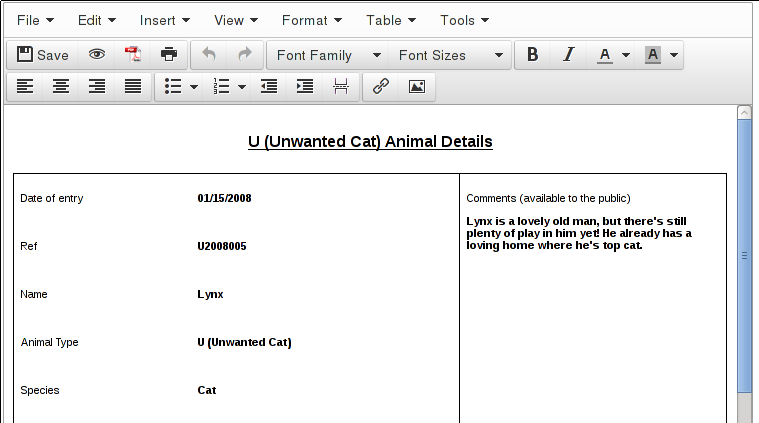 File Edit Insert View Format Table Tools
Save Font Family Font Sizes B I A A
U (Unwanted Cat) Animal Details
Date of entry 01/15/2008
Comments (available to the public)
Lynx is a lovely old man, but there's still
plenty of play in him yet! He already has a
loving home where he's top cat.
Ref U2008005
Name Lynx
Animal Type U (Unwanted Cat)
Species Cat